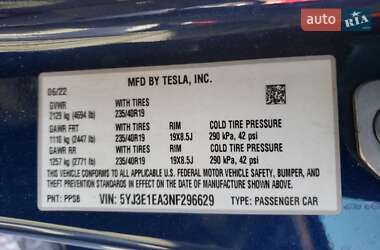 auto RIA
MFD BY TESLA, INC.
06/22
GVWR WITH TIRES
2129 kg (4694 lb) 235/40R19
GAWR FRT WITH TIRES RIM COLD TIRE PRESSURE
1110 kg (2447 lb) 235/40R19 19X8.5J 290 kPa, 42 psi
GAWR RR WITH TIRES RIM COLD TIRE PRESSURE
1257 kg (2771 lb) 235/40R19 19X8.5J 290 kPa, 42 psi
THIS VEHICLE CONFORMS TO ALL APPLICABLE U.S. FEDERAL MOTOR VEHICLE SAFETY, BUMPER, AND
THEFT PREVENTION STANDARDS IN EFFECT ON THE DATE OF MANUFACTURE SHOWN ABOVE.
PNT: PPSB VIN: 5YJ3E1EA3NF296629 TYPE: PASSENGER CAR